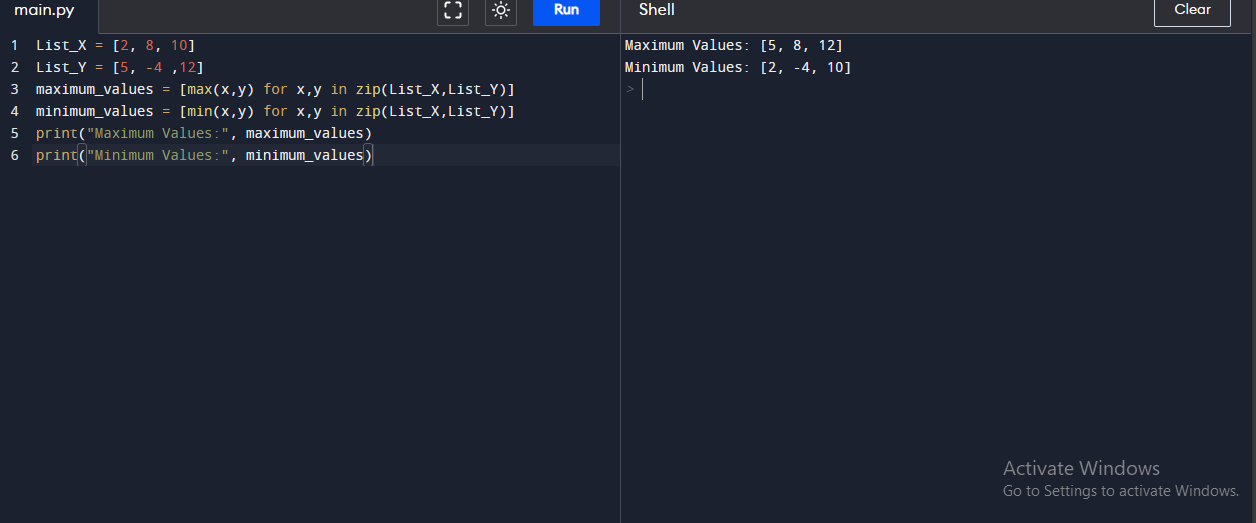 main.py
Run
1 List_X = [2, 8, 10]
2 List_Y = [5, -4 ,12]
3 maximum_values = [max(x,y) for x,y in zip(List_X,List_Y)]
4 minimum_values = [min(x,y) for x,y in zip(List_X,List_Y)]
5 print("Maximum Values:", maximum_values)
6 print("Minimum Values:", minimum_values)
Shell
Clear
Maximum Values: [5, 8, 12]
Minimum Values: [2, -4, 10]
>
Activate Windows
Go to Settings to activate Windows.